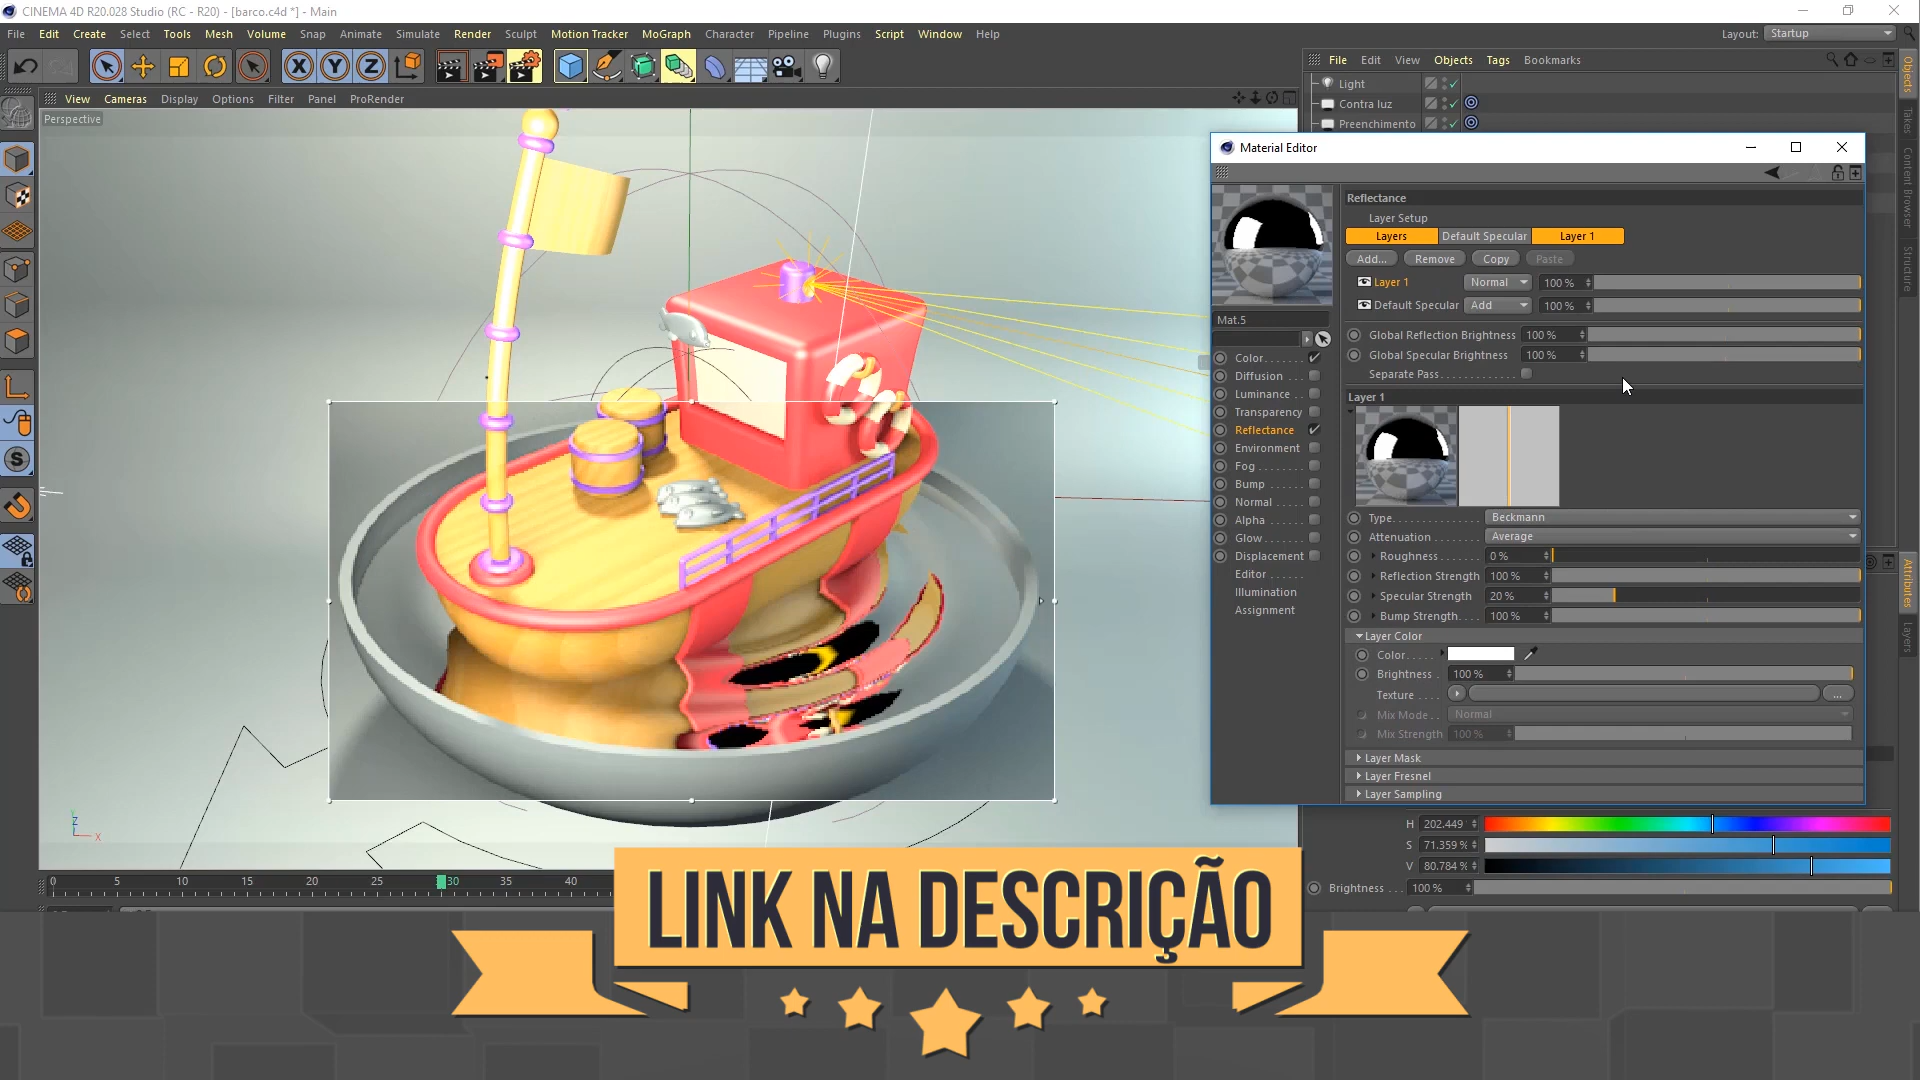 CINEMA 4D R20.028 Studio (RC - R20) - [barco.c4d *] - Main
File Edit Create Select Tools Mesh Volume Snap Animate Simulate Render Sculpt Motion Tracker MoGraph Character Pipeline Plugins Script Window Help
Layout: Startup
File Edit View Objects Tags Bookmarks
View Cameras Display Options Filter Panel ProRender
Perspective
Light
Contra luz
Preenchimento
Objects
Takes
Content Browser
Structure
Attributes
Layers
Material Editor
Mat.5
Color
Diffusion
Luminance
Transparency
Reflectance
Environment
Fog
Bump
Normal
Alpha
Glow
Displacement
Editor
Illumination
Assignment
Reflectance
Layer Setup
Layers Default Specular Layer 1
Add... Remove Copy Paste
Layer 1 Normal 100 %
Default Specular Add 100 %
Global Reflection Brightness 100 %
Global Specular Brightness 100 %
Separate Pass
Layer 1
Type Beckmann
Attenuation Average
Roughness 0 %
Reflection Strength 100 %
Specular Strength 20 %
Bump Strength 100 %
Layer Color
Color
Brightness 100 %
Texture ...
Mix Mode Normal
Mix Strength 100 %
Layer Mask
Layer Fresnel
Layer Sampling
H 202.449
S 71.359 %
V 80.784 %
Brightness 100 %
Z
X
0 5 10 15 20 25 30 35 40
LINK NA DESCRIÇÃO